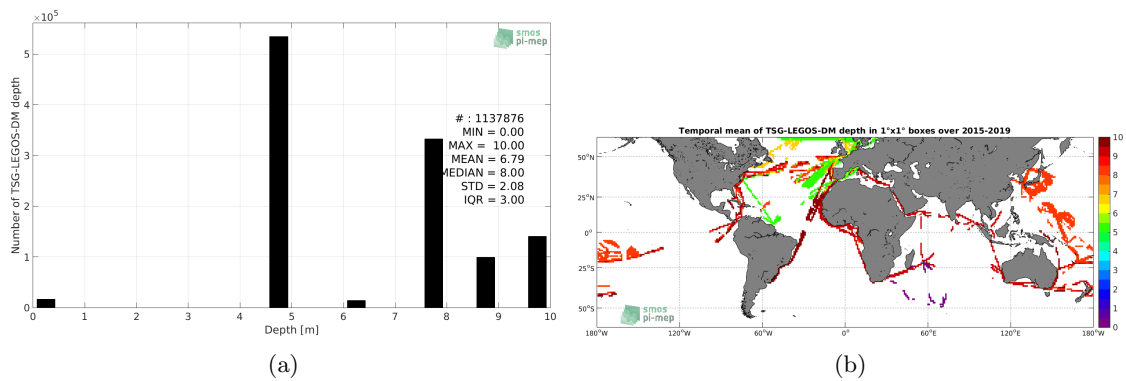 ×10⁵
smos
pi-mep
Number of TSG-LEGOS-DM depth
5
4
3
2
1
0
# : 1137876
MIN = 0.00
MAX = 10.00
MEAN = 6.79
MEDIAN = 8.00
STD = 2.08
IQR = 3.00
0 1 2 3 4 5 6 7 8 9 10
Depth [m]
(a)
Temporal mean of TSG-LEGOS-DM depth in 1°x1° boxes over 2015-2019
50°N
25°N
0°
25°S
50°S
smos
pi-mep
180°W 120°W 60°W 0° 60°E 120°E 180°W
10
9
8
7
6
5
4
3
2
1
0
(b)